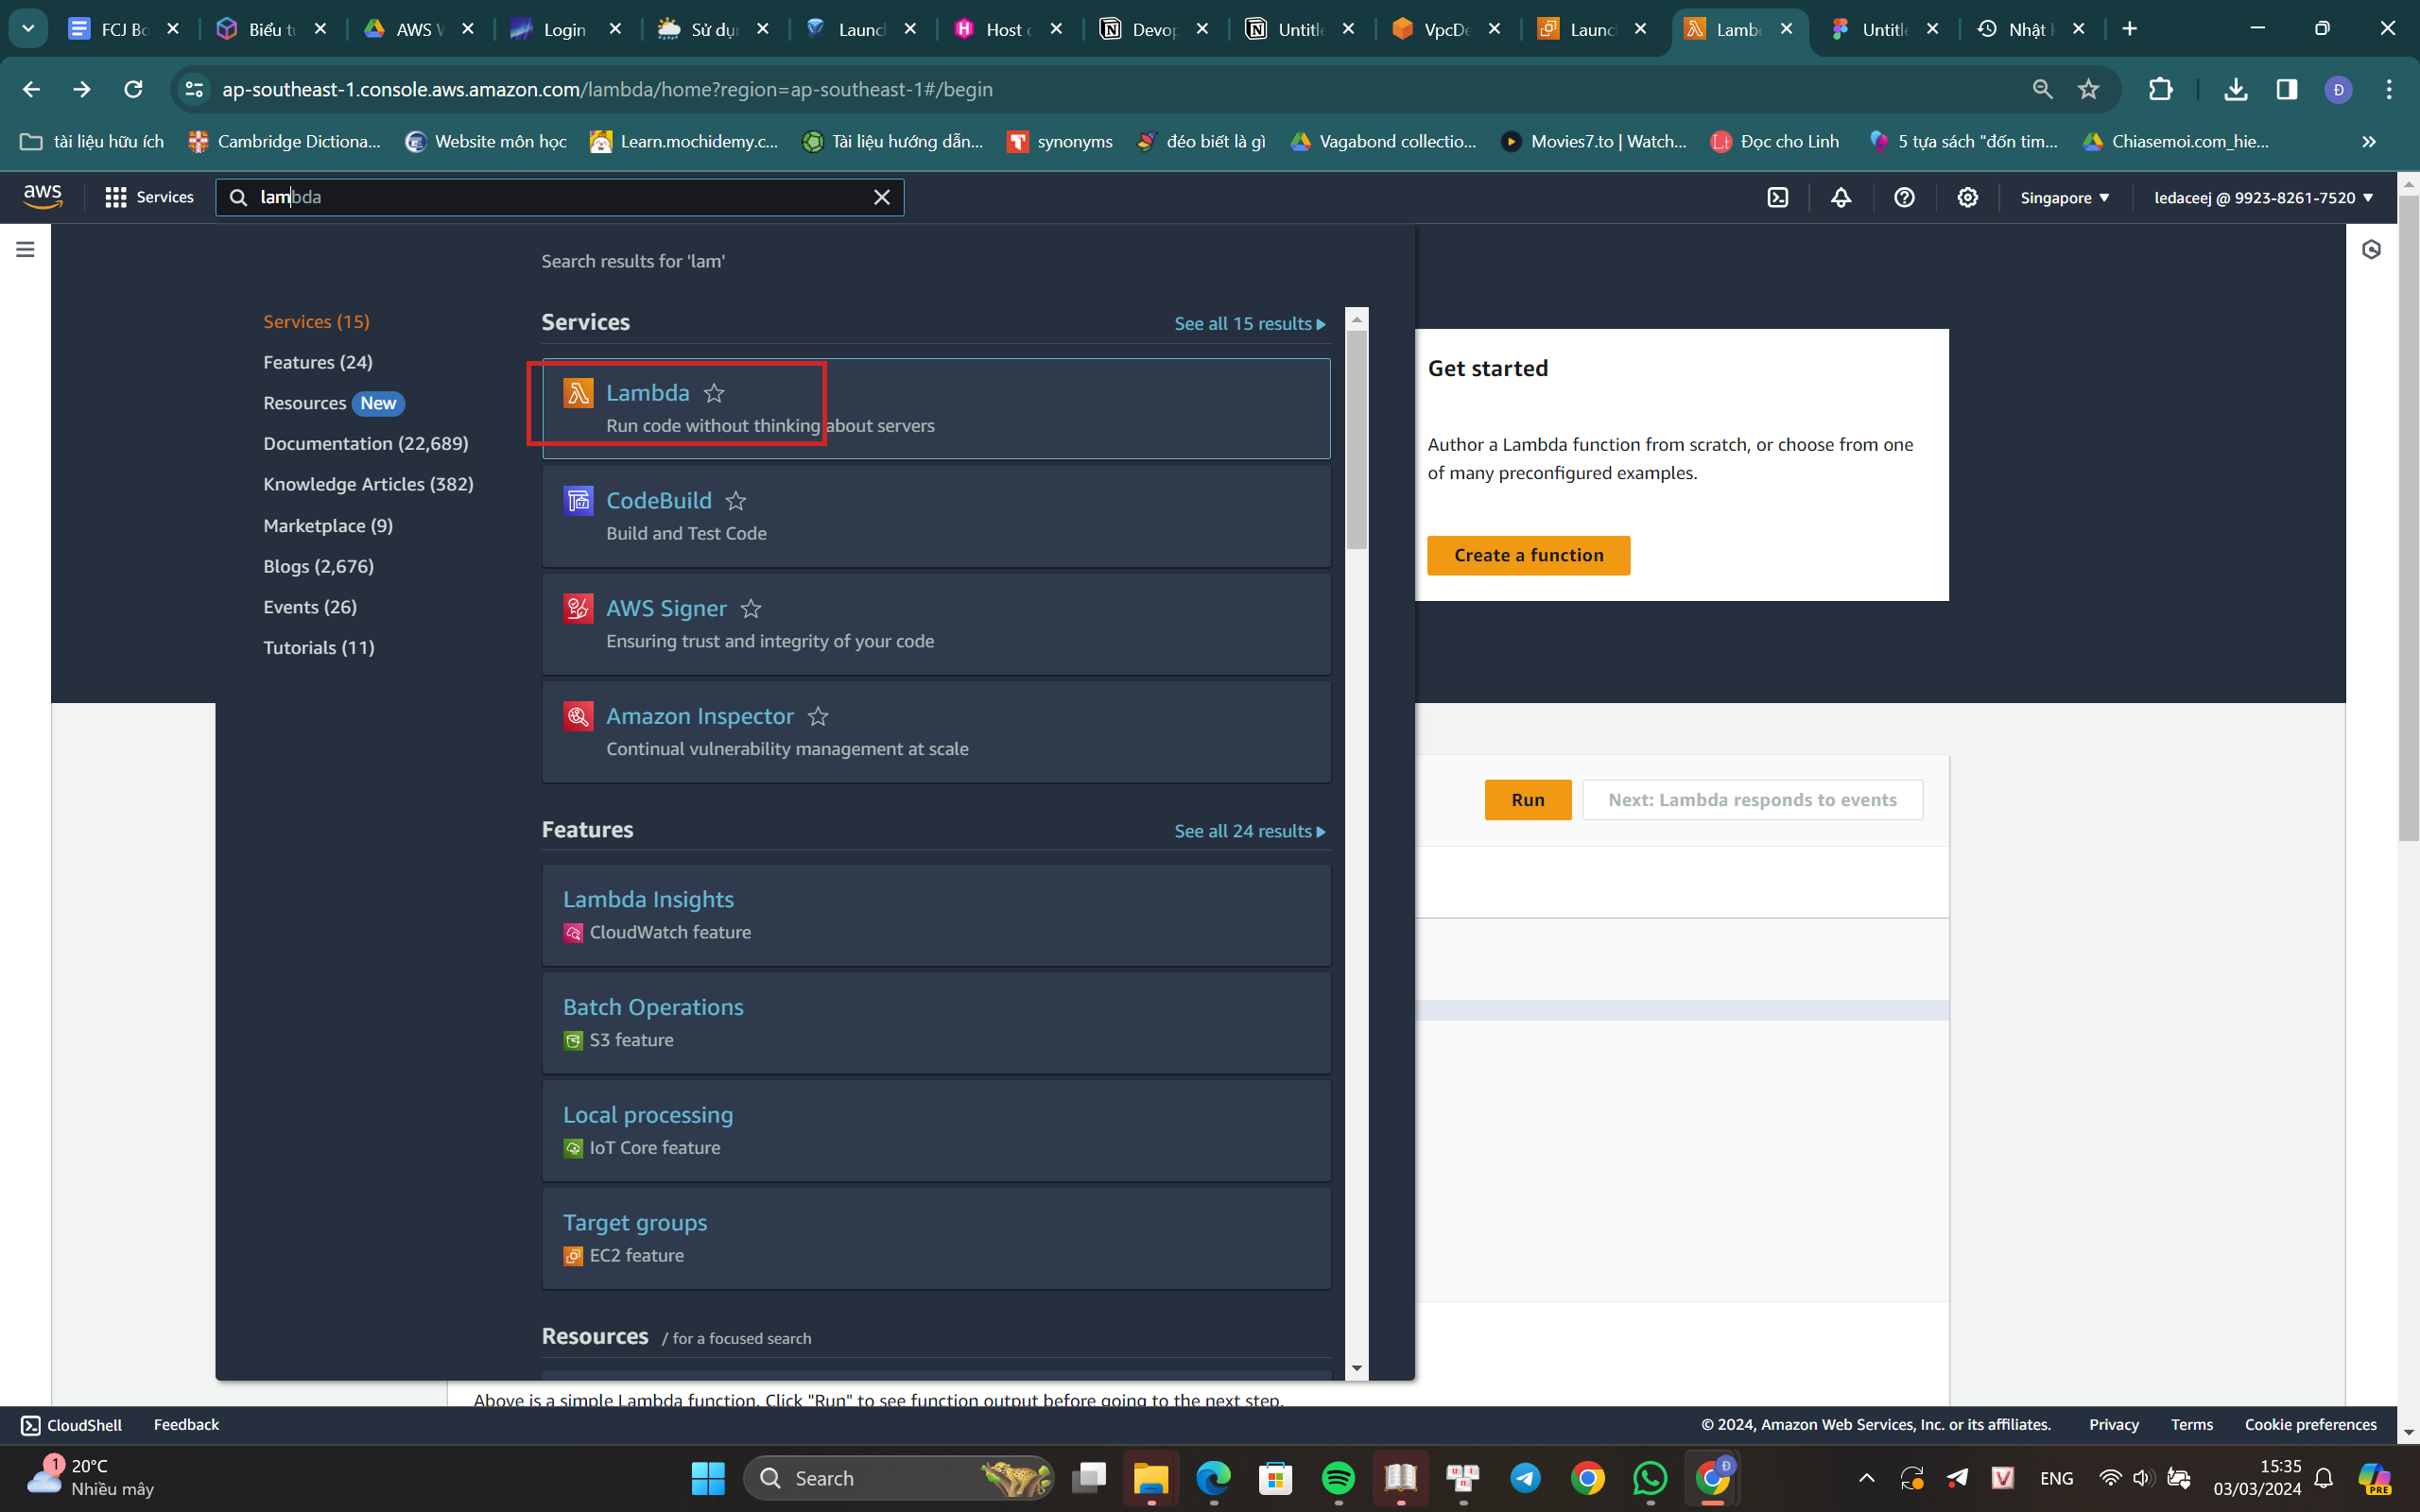 FCJ Bo
Biểu tu
AWS W
Login
Sử dụn
Launc
Host o
Devop
Untitle
VpcDe
Launc
Lambd
Untitle
Nhật k
ap-southeast-1.console.aws.amazon.com/lambda/home?region=ap-southeast-1#/begin
Đ
tài liệu hữu ích
Cambridge Dictiona...
Website môn học
Learn.mochidemy.c...
Tài liệu hướng dẫn...
synonyms
đéo biết là gì
Vagabond collectio...
Movies7.to | Watch...
Đọc cho Linh
5 tựa sách "đốn tim...
Chiasemoi.com_hie...
aws
Services
lambda
Singapore
ledaceej @ 9923-8261-7520
Search results for 'lam'
Services (15)
Features (24)
Resources New
Documentation (22,689)
Knowledge Articles (382)
Marketplace (9)
Blogs (2,676)
Events (26)
Tutorials (11)
Services
See all 15 results
Lambda
Run code without thinking about servers
CodeBuild
Build and Test Code
AWS Signer
Ensuring trust and integrity of your code
Amazon Inspector
Continual vulnerability management at scale
Features
See all 24 results
Lambda Insights
CloudWatch feature
Batch Operations
S3 feature
Local processing
IoT Core feature
Target groups
EC2 feature
Resources / for a focused search
Get started
Author a Lambda function from scratch, or choose from one
of many preconfigured examples.
Create a function
Run
Next: Lambda responds to events
Above is a simple Lambda function. Click "Run" to see function output before going to the next step.
CloudShell
Feedback
© 2024, Amazon Web Services, Inc. or its affiliates.
Privacy
Terms
Cookie preferences
1
20°C
Nhiều mây
Search
Đ
ENG
15:35
03/03/2024
PRE